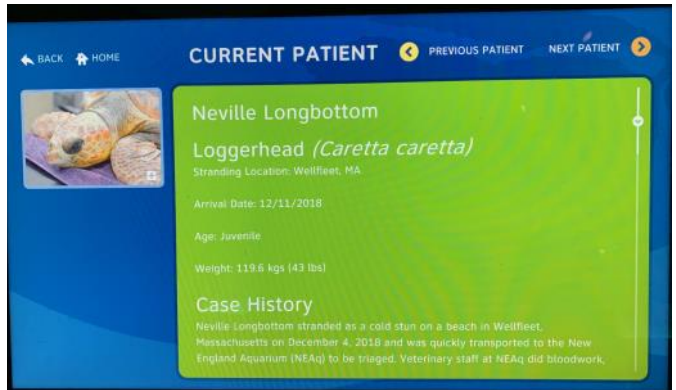 BACK HOME CURRENT PATIENT PREVIOUS PATIENT NEXT PATIENT
Neville Longbottom
Loggerhead (Caretta caretta)
Stranding Location: Wellfleet, MA
Arrival Date: 12/11/2018
Age: Juvenile
Weight: 119.6 kgs (43 lbs)
Case History
Neville Longbottom stranded as a cold stun on a beach in Wellfleet,
Massachusetts on December 4, 2018 and was quickly transported to the New
England Aquarium (NEAq) to be triaged. Veterinary staff at NEAq did bloodwork,